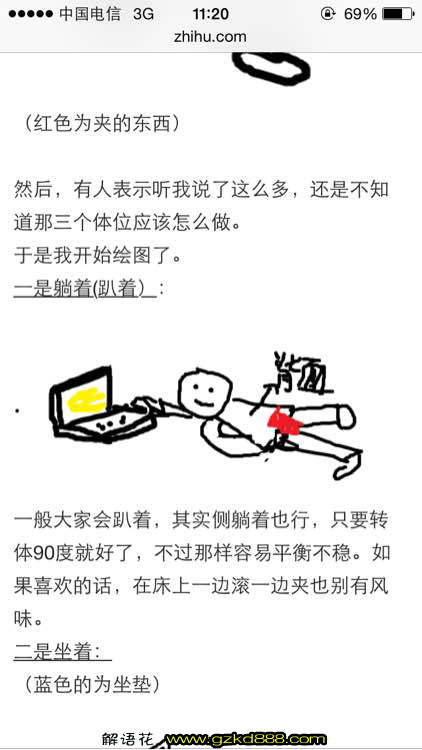 中国电信 3G 11:20 69%
zhihu.com
（红色为夹的东西）
然后，有人表示听我说了这么多，还是不知
道那三个体位应该怎么做。
于是我开始绘图了。
一是躺着(趴着）：
背面
一般大家会趴着，其实侧躺着也行，只要转
体90度就好了，不过那样容易平衡不稳。如
果喜欢的话，在床上一边滚一边夹也别有风
味。
二是坐着：
（蓝色的为坐垫）
解语花 www.gzkd888.com